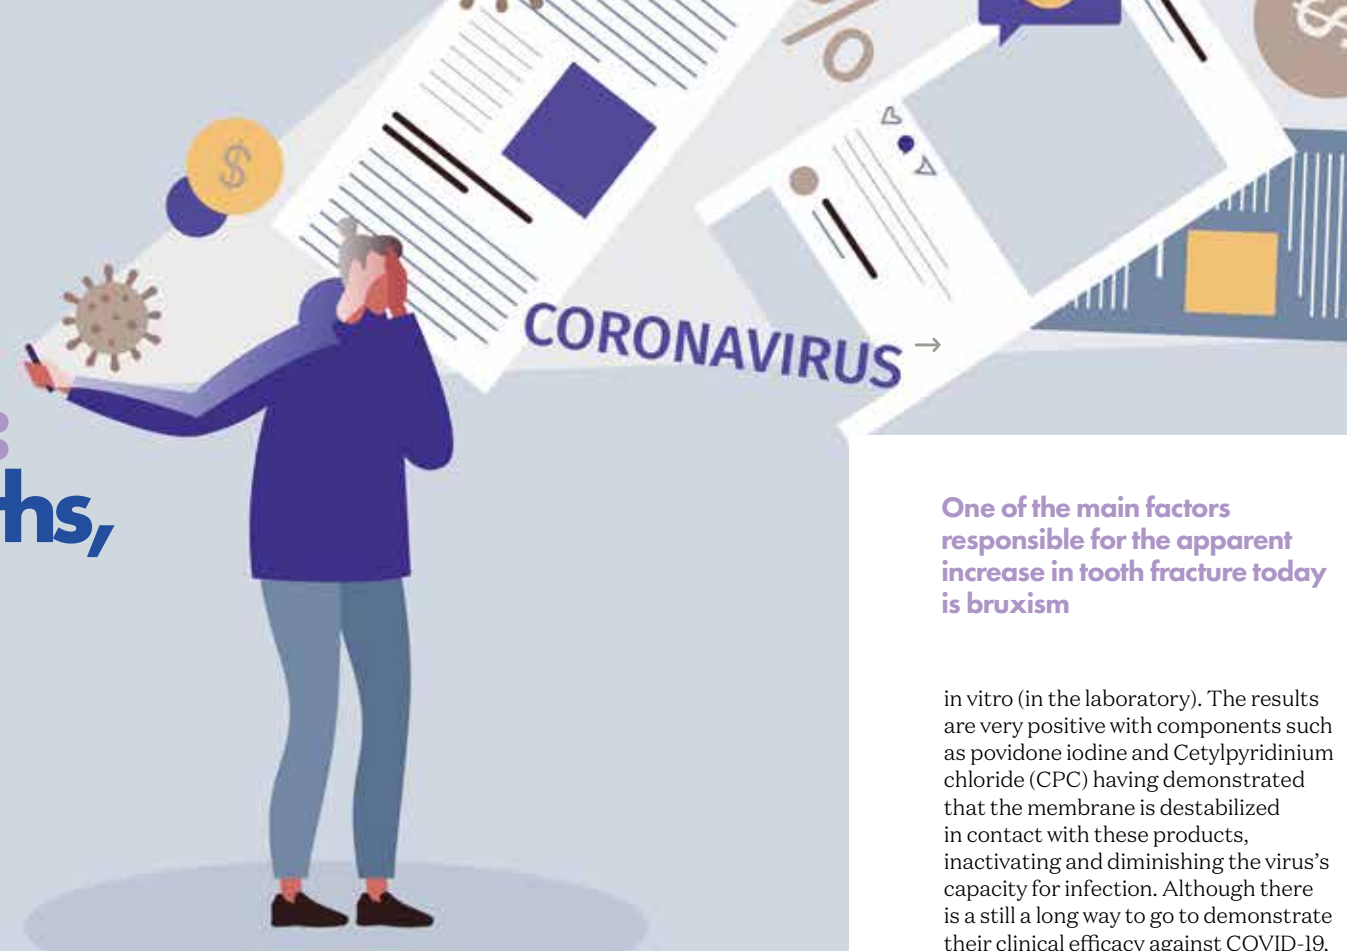 %
$
$
CORONAVIRUS →
:
hs,
One of the main factors
responsible for the apparent
increase in tooth fracture today
is bruxism
in vitro (in the laboratory). The results
are very positive with components such
as povidone iodine and Cetylpyridinium
chloride (CPC) having demonstrated
that the membrane is destabilized
in contact with these products,
inactivating and diminishing the virus’s
capacity for infection. Although there
is a still a long way to go to demonstrate
their clinical efficacy against COVID-19,